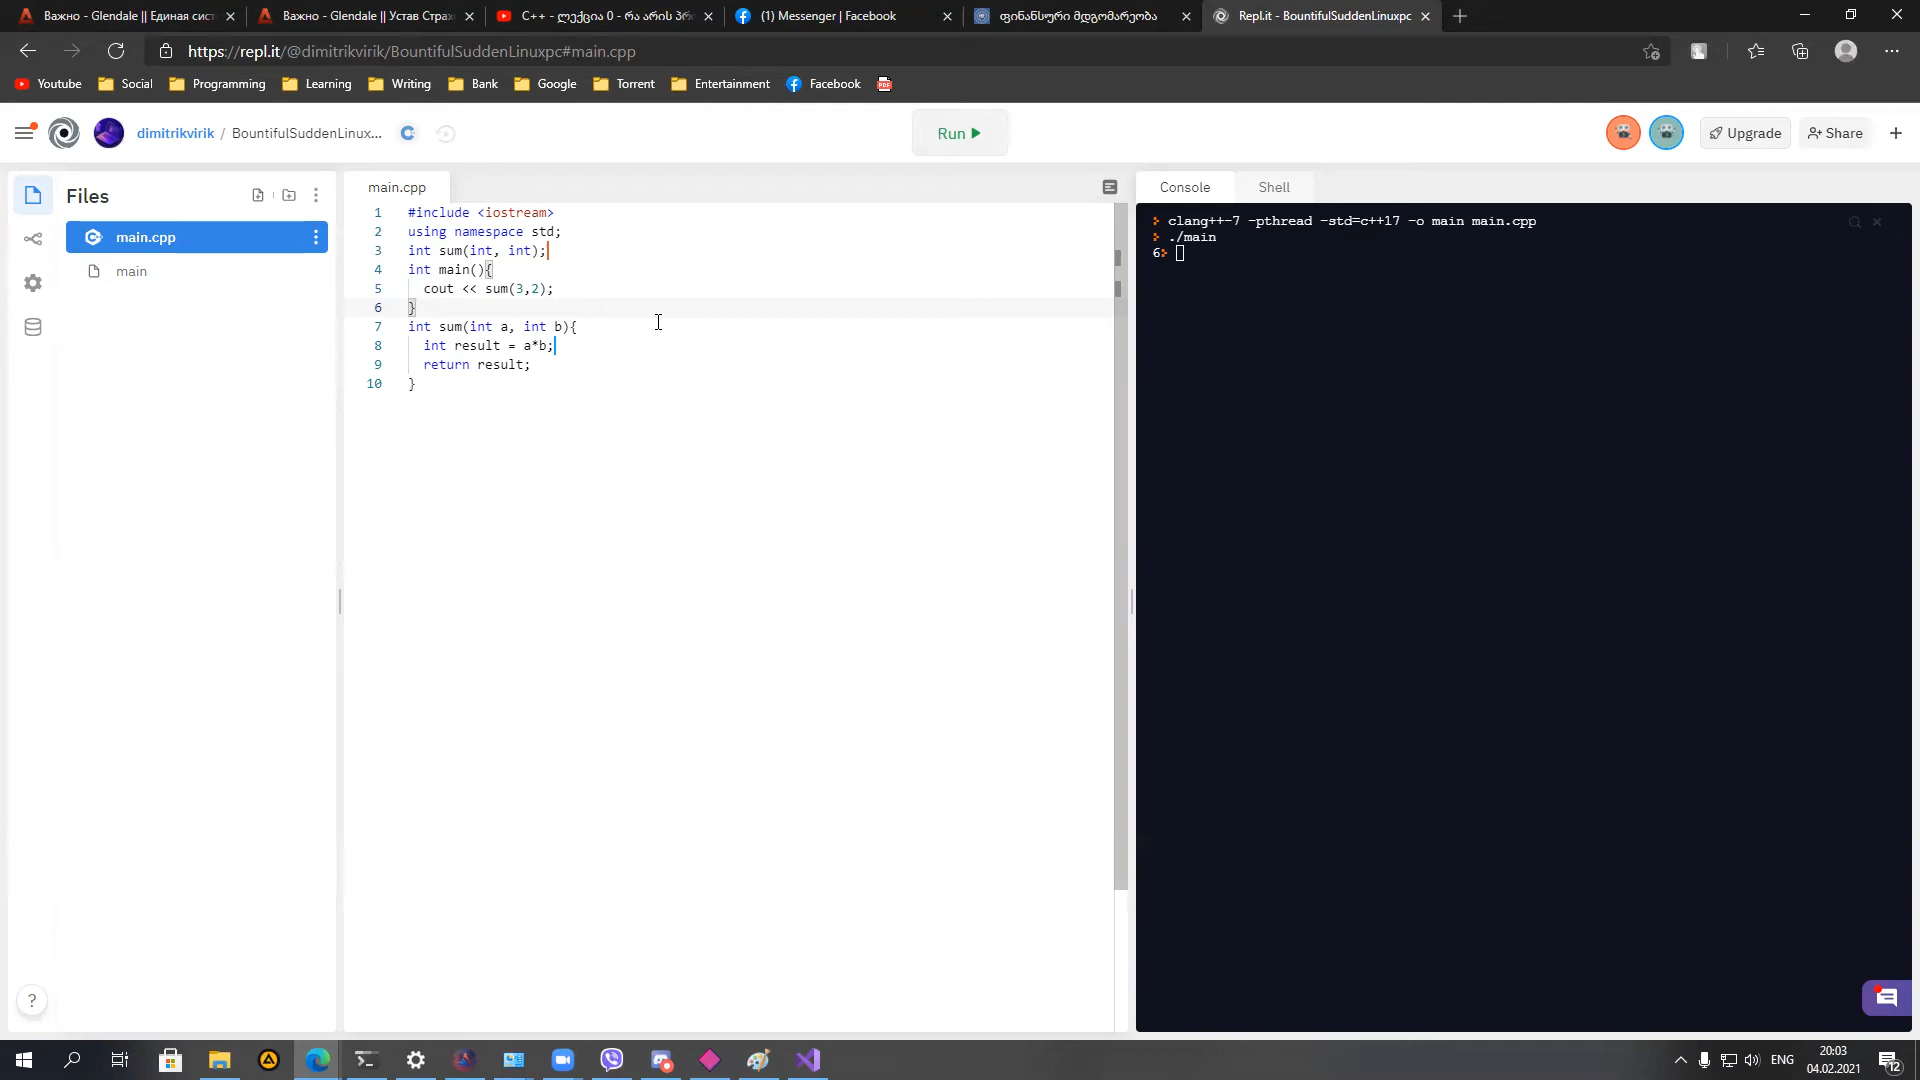 Важно - Glendale || Единая сис
Важно - Glendale || Устав Страх
C++ - ლექცია 0 - რა არის პრ
(1) Messenger | Facebook
ფინანსური მდგომარეობა
Repl.it - BountifulSuddenLinuxpc
https://repl.it/@dimitrikvirik/BountifulSuddenLinuxpc#main.cpp
Youtube Social Programming Learning Writing Bank Google Torrent Entertainment Facebook PDF
dimitrikvirik / BountifulSuddenLinux...
Run
Upgrade
Share
Files
main.cpp
main
main.cpp
1 #include <iostream>
2 using namespace std;
3 int sum(int, int);
4 int main(){
5 cout << sum(3,2);
6 }
7 int sum(int a, int b){
8 int result = a*b;
9 return result;
10 }
Console Shell
clang++-7 -pthread -std=c++17 -o main main.cpp
./main
6
?
ENG
20:03
04.02.2021
12